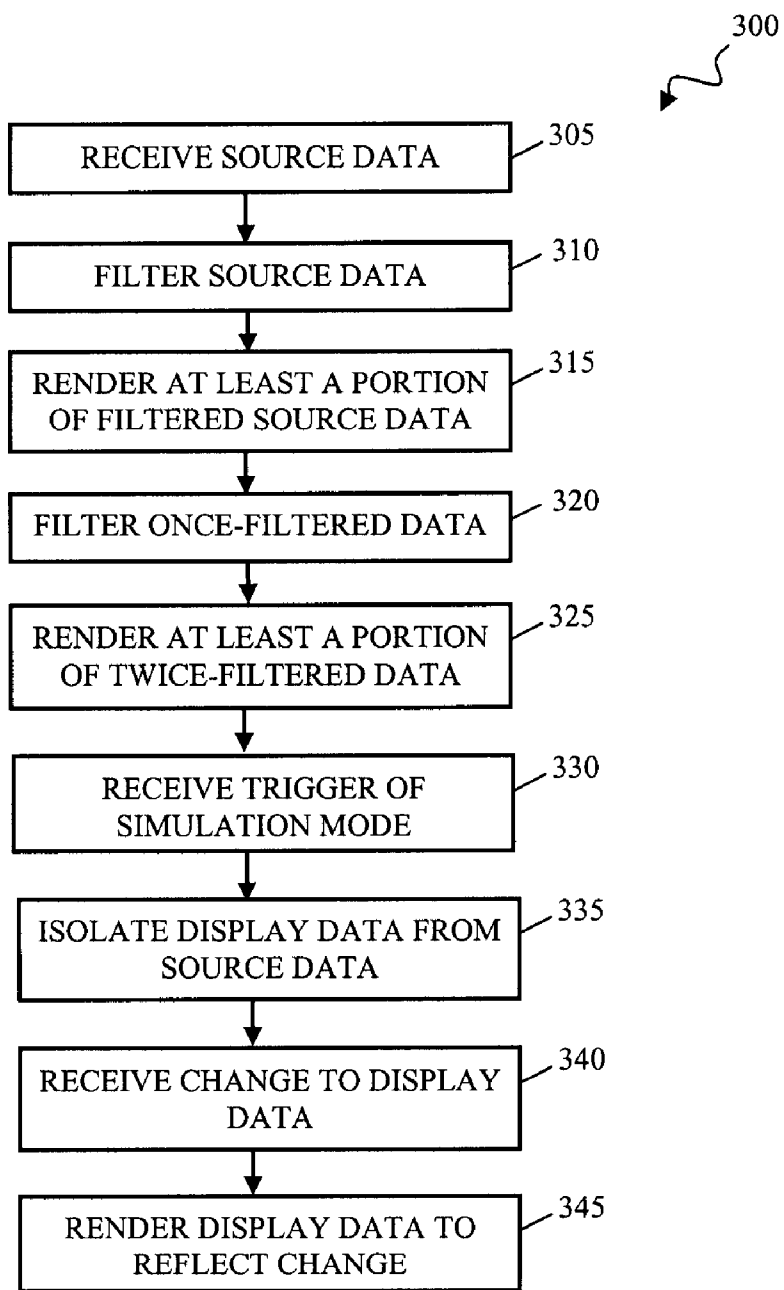 300
RECEIVE SOURCE DATA
305
FILTER SOURCE DATA
310
RENDER AT LEAST A PORTION
OF FILTERED SOURCE DATA
315
FILTER ONCE-FILTERED DATA
320
RENDER AT LEAST A PORTION
OF TWICE-FILTERED DATA
325
RECEIVE TRIGGER OF
SIMULATION MODE
330
ISOLATE DISPLAY DATA FROM
SOURCE DATA
335
RECEIVE CHANGE TO DISPLAY
DATA
340
RENDER DISPLAY DATA TO
REFLECT CHANGE
345